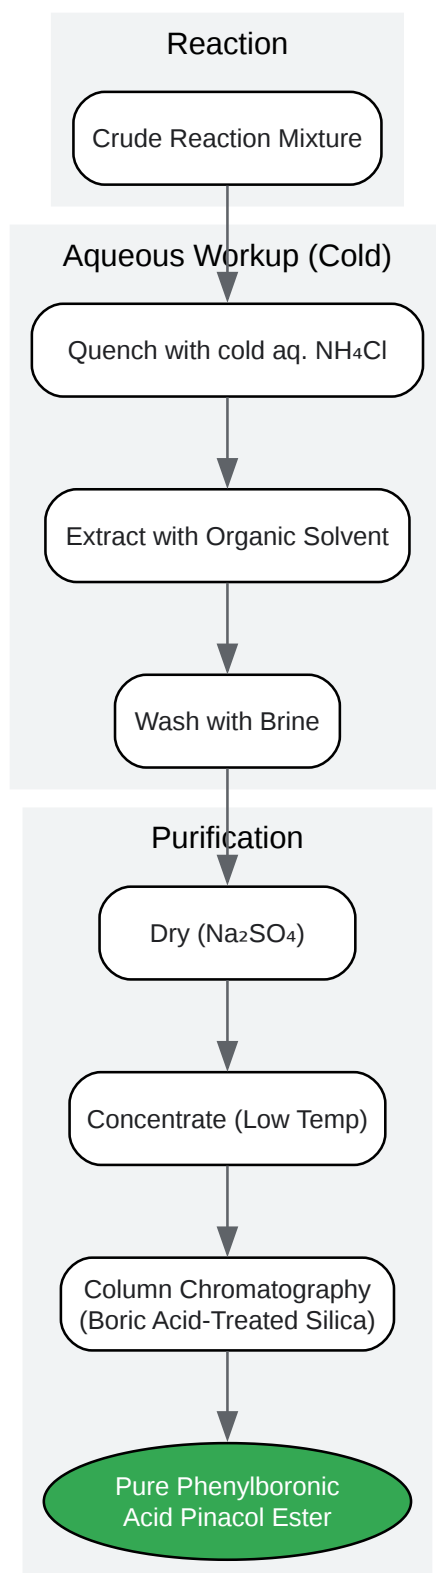 Reaction
Crude Reaction Mixture
Aqueous Workup (Cold)
Quench with cold aq. NH₄Cl
Extract with Organic Solvent
Wash with Brine
Purification
Dry (Na₂SO₄)
Concentrate (Low Temp)
Column Chromatography
(Boric Acid-Treated Silica)
Pure Phenylboronic
Acid Pinacol Ester